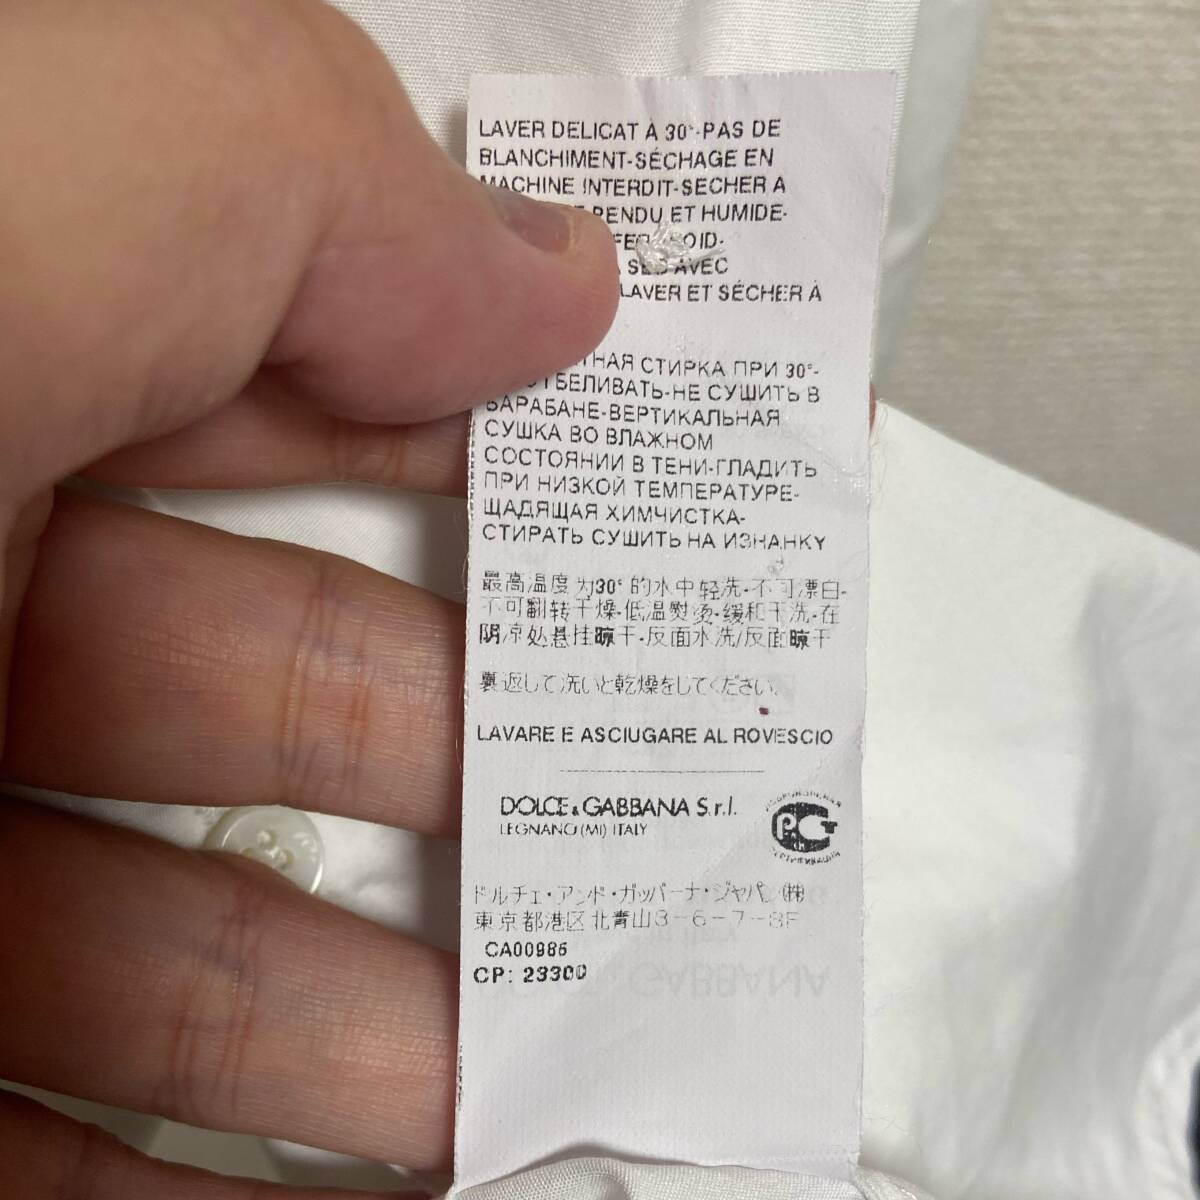 LAVER DELICAT A 30°-PAS DE
BLANCHIMENT-SÉCHAGE EN
MACHINE INTERDIT-SECHER A
PENDU ET HUMIDE-
SEC AVEC
LAVER ET SÉCHER À
СТИРКА ПРИ 30°-
НЕ СУШИТЬ В
БАРАБАНЕ-ВЕРТИКАЛЬНАЯ
СУШКА ВО ВЛАЖНОМ
СОСТОЯНИИ В ТЕНИ-ГЛАДИТЬ
ПРИ НИЗКОЙ ТЕМПЕРАТУРЕ-
ЩАДЯЩАЯ ХИМЧИСТКА-
СТИРАТЬ СУШИТЬ НА ИЗНАНКУ
最高温度为30°的水中轻洗-不可漂白-
不可翻转干燥-低温熨烫-缓和干洗-在
阴凉处悬挂晾干-反面水洗/反面晾干
裏返して洗いと乾燥をしてください.
LAVARE E ASCIUGARE AL ROVESCIO
DOLCE & GABBANA S.r.l.
LEGNANO (MI) ITALY
ドルチェ・アンド・ガッバーナ・ジャパン(株)
東京都港区北青山3-6-7-8F
CA00986
CP: 23300